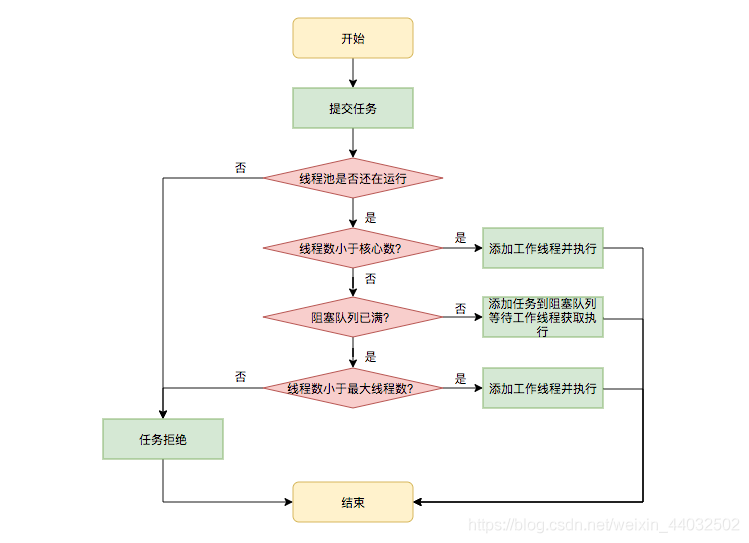 开始
提交任务
否
线程池是否还在运行
是
线程数小于核心数?
是
添加工作线程并执行
否
阻塞队列已满?
否
添加任务到阻塞队列
等待工作线程获取执
行
是
否
线程数小于最大线程数?
是
添加工作线程并执行
任务拒绝
结束
https://blog.csdn.net/weixin_44032502